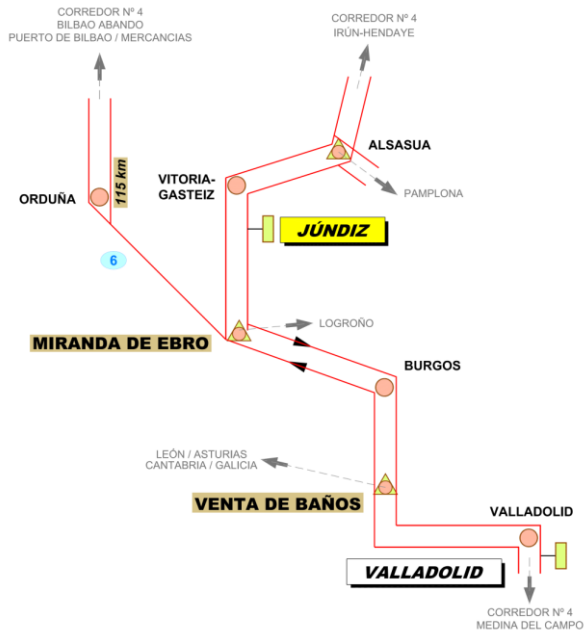 CORREDOR Nº 4
BILBAO ABANDO
PUERTO DE BILBAO / MERCANCIAS
CORREDOR Nº 4
IRÚN-HENDAYE
ALSASUA
VITORIA-
GASTEIZ
115 km
ORDUÑA
PAMPLONA
JÚNDIZ
6
LOGROÑO
MIRANDA DE EBRO
BURGOS
LEÓN / ASTURIAS
CANTABRIA / GALICIA
VENTA DE BAÑOS
VALLADOLID
VALLADOLID
CORREDOR Nº 4
MEDINA DEL CAMPO